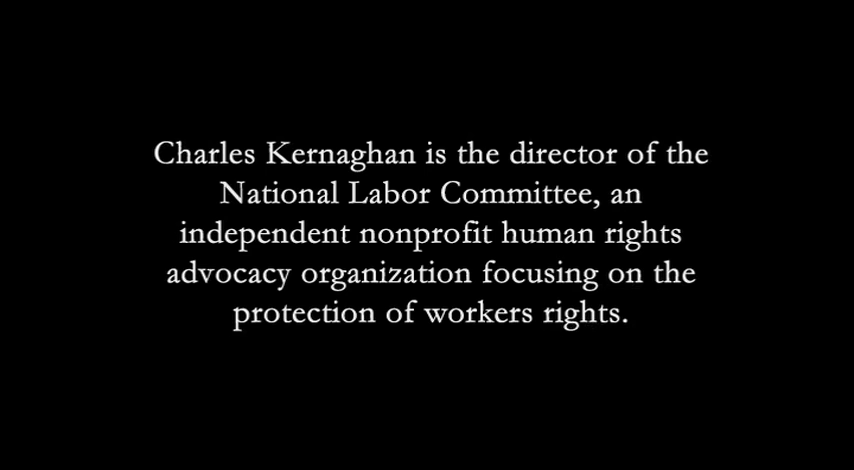 Charles Kernaghan is the director of the
National Labor Committee, an
independent nonprofit human rights
advocacy organization focusing on the
protection of workers rights.